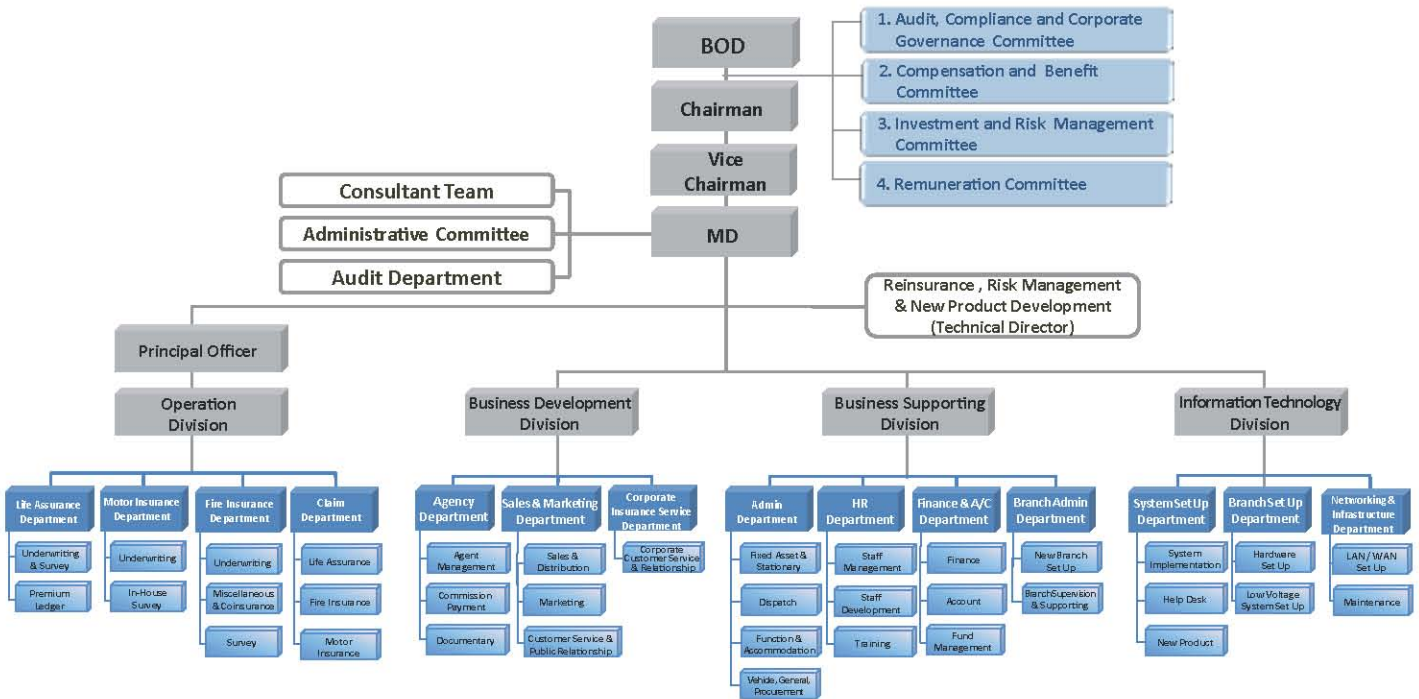 BOD
1. Audit, Compliance and Corporate
Governance Committee
2. Compensation and Benefit
Committee
3. Investment and Risk Management
Committee
4. Remuneration Committee
Chairman
Vice
Chairman
MD
Consultant Team
Administrative Committee
Audit Department
Reinsurance , Risk Management
& New Product Development
(Technical Director)
Principal Officer
Operation
Division
Business Development
Division
Business Supporting
Division
Information Technology
Division
Life Assurance
Department
Underwriting
& Survey
Premium
Ledger
Motor Insurance
Department
Underwriting
In-House
Survey
Fire Insurance
Department
Underwriting
Miscellaneous
& Coinsurance
Survey
Claim
Department
Life Assurance
Fire Insurance
Motor
Insurance
Agency
Department
Agent
Management
Commission
Payment
Documentary
Sales & Marketing
Department
Sales &
Distribution
Marketing
Customer Service &
Public Relationship
Corporate
Insurance Service
Department
Corporate
Customer Service
& Relationship
Admin
Department
Fixed Asset &
Stationary
Dispatch
Function &
Accommodation
Vehide, General,
Procurement
HR
Department
Staff
Management
Staff
Development
Training
Finance & A/C
Department
Finance
Account
Fund
Management
Branch Admin
Department
New Branch
Set Up
Branch Supervision
& Supporting
System Set Up
Department
System
Implementation
Help Desk
New Product
Branch Set Up
Department
Hardware
Set Up
Low Voltage
System Set Up
Networking &
Infrastructure
Department
LAN / WAN
Set Up
Maintenance